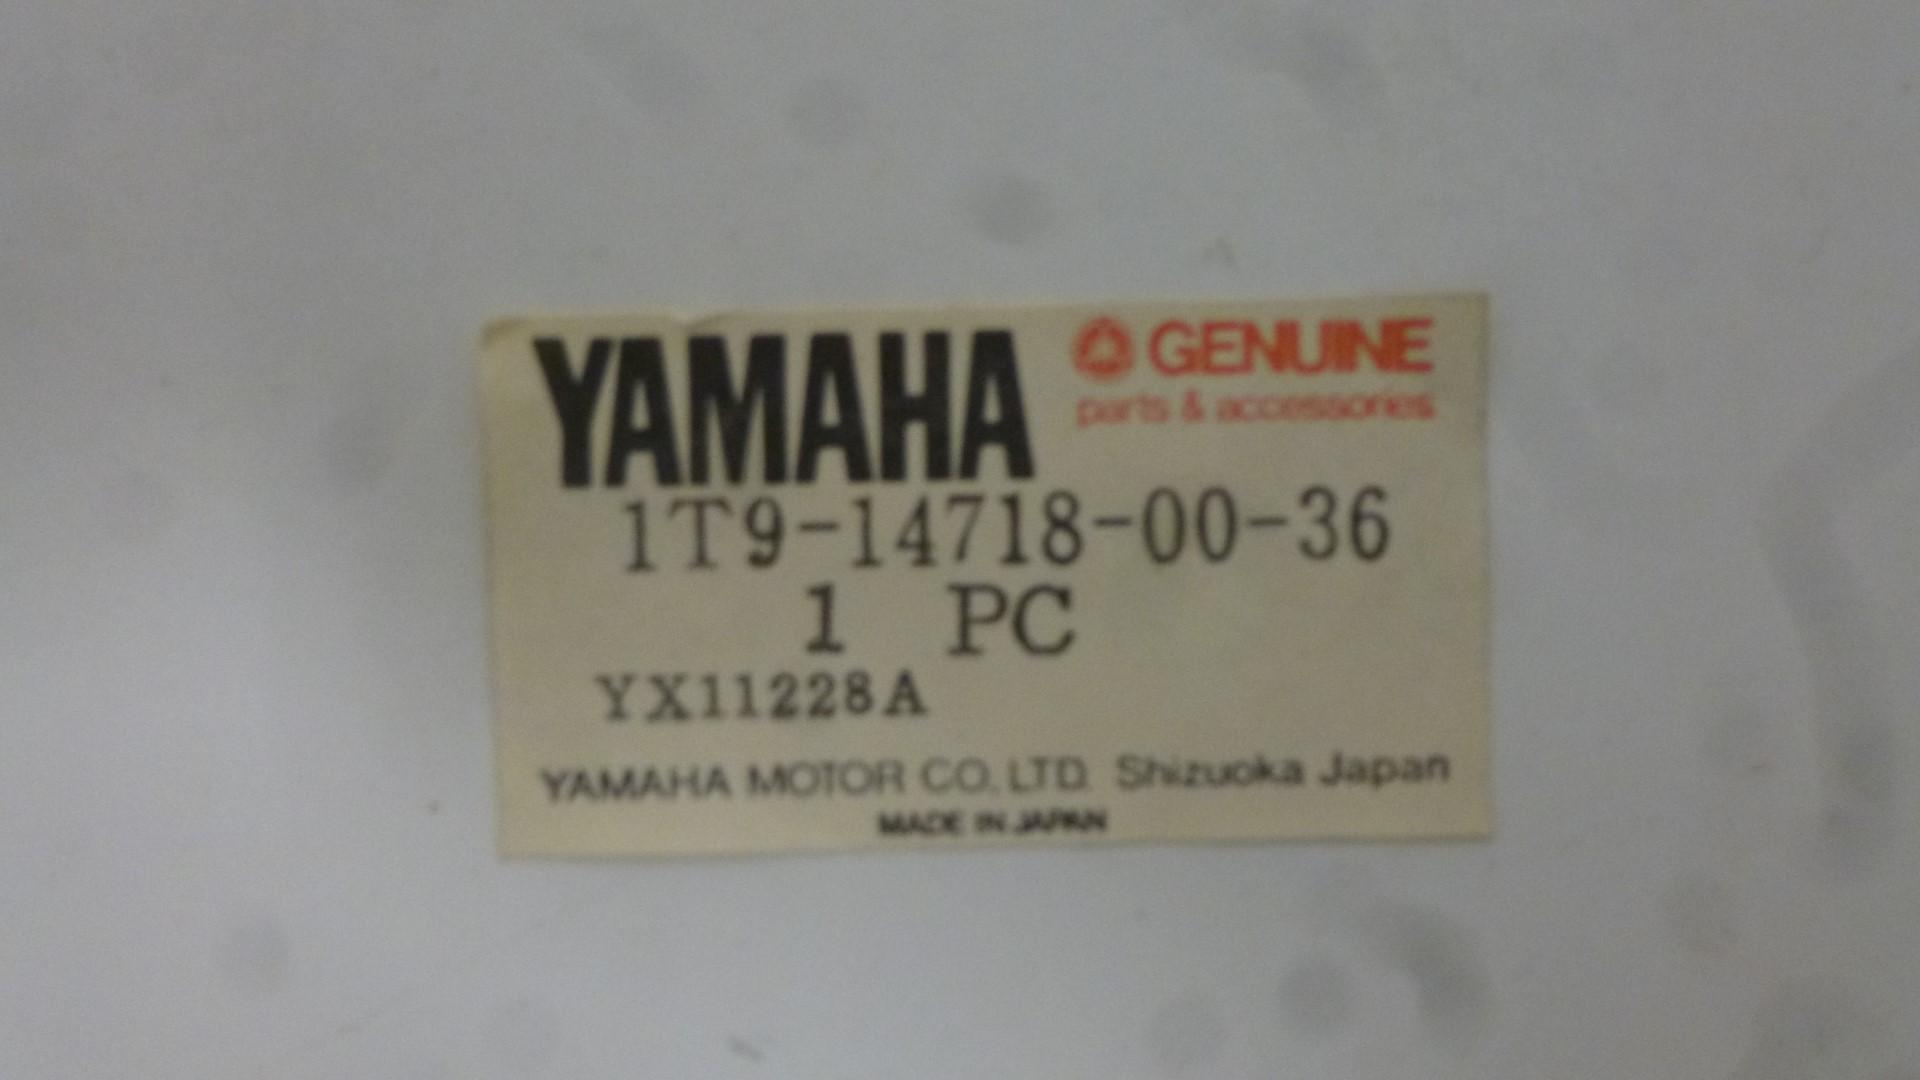 YAMAHA GENUINE
parts & accessories
1T9-14718-00-36
1 PC
YX11228A
YAMAHA MOTOR CO., LTD. Shizuoka Japan
MADE IN JAPAN